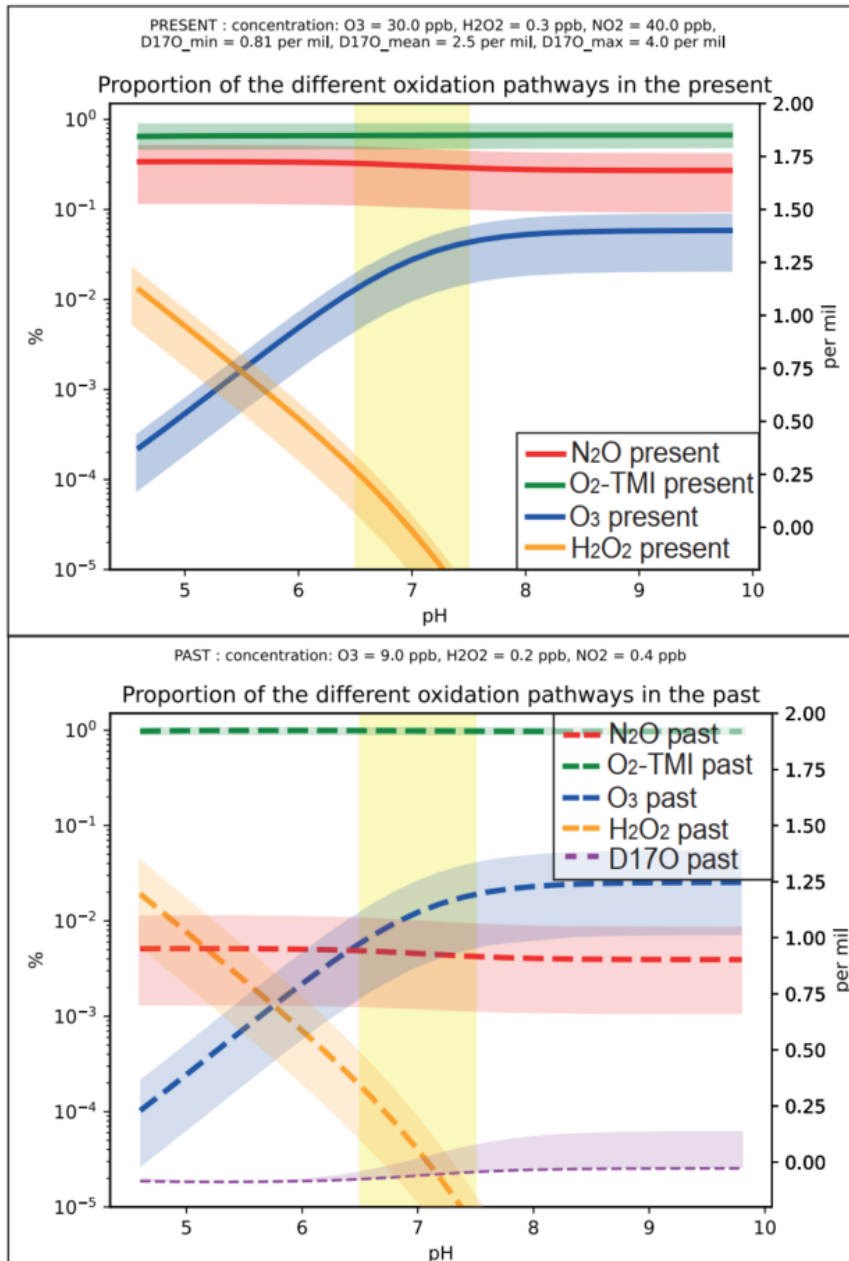 PRESENT : concentration: O3 = 30.0 ppb, H2O2 = 0.3 ppb, NO2 = 40.0 ppb,
D17O_min = 0.81 per mil, D17O_mean = 2.5 per mil, D17O_max = 4.0 per mil
Proportion of the different oxidation pathways in the present
10⁰
10⁻¹
10⁻²
10⁻³
10⁻⁴
10⁻⁵
%
2.00
1.75
1.50
1.25
1.00
0.75
0.50
0.25
0.00
per mil
N₂O present
O₂-TMI present
O₃ present
H₂O₂ present
5 6 7 8 9 10
pH
PAST : concentration: O3 = 9.0 ppb, H2O2 = 0.2 ppb, NO2 = 0.4 ppb
Proportion of the different oxidation pathways in the past
10⁰
10⁻¹
10⁻²
10⁻³
10⁻⁴
10⁻⁵
%
2.00
1.75
1.50
1.25
1.00
0.75
0.50
0.25
0.00
per mil
N₂O past
O₂-TMI past
O₃ past
H₂O₂ past
D17O past
5 6 7 8 9 10
pH